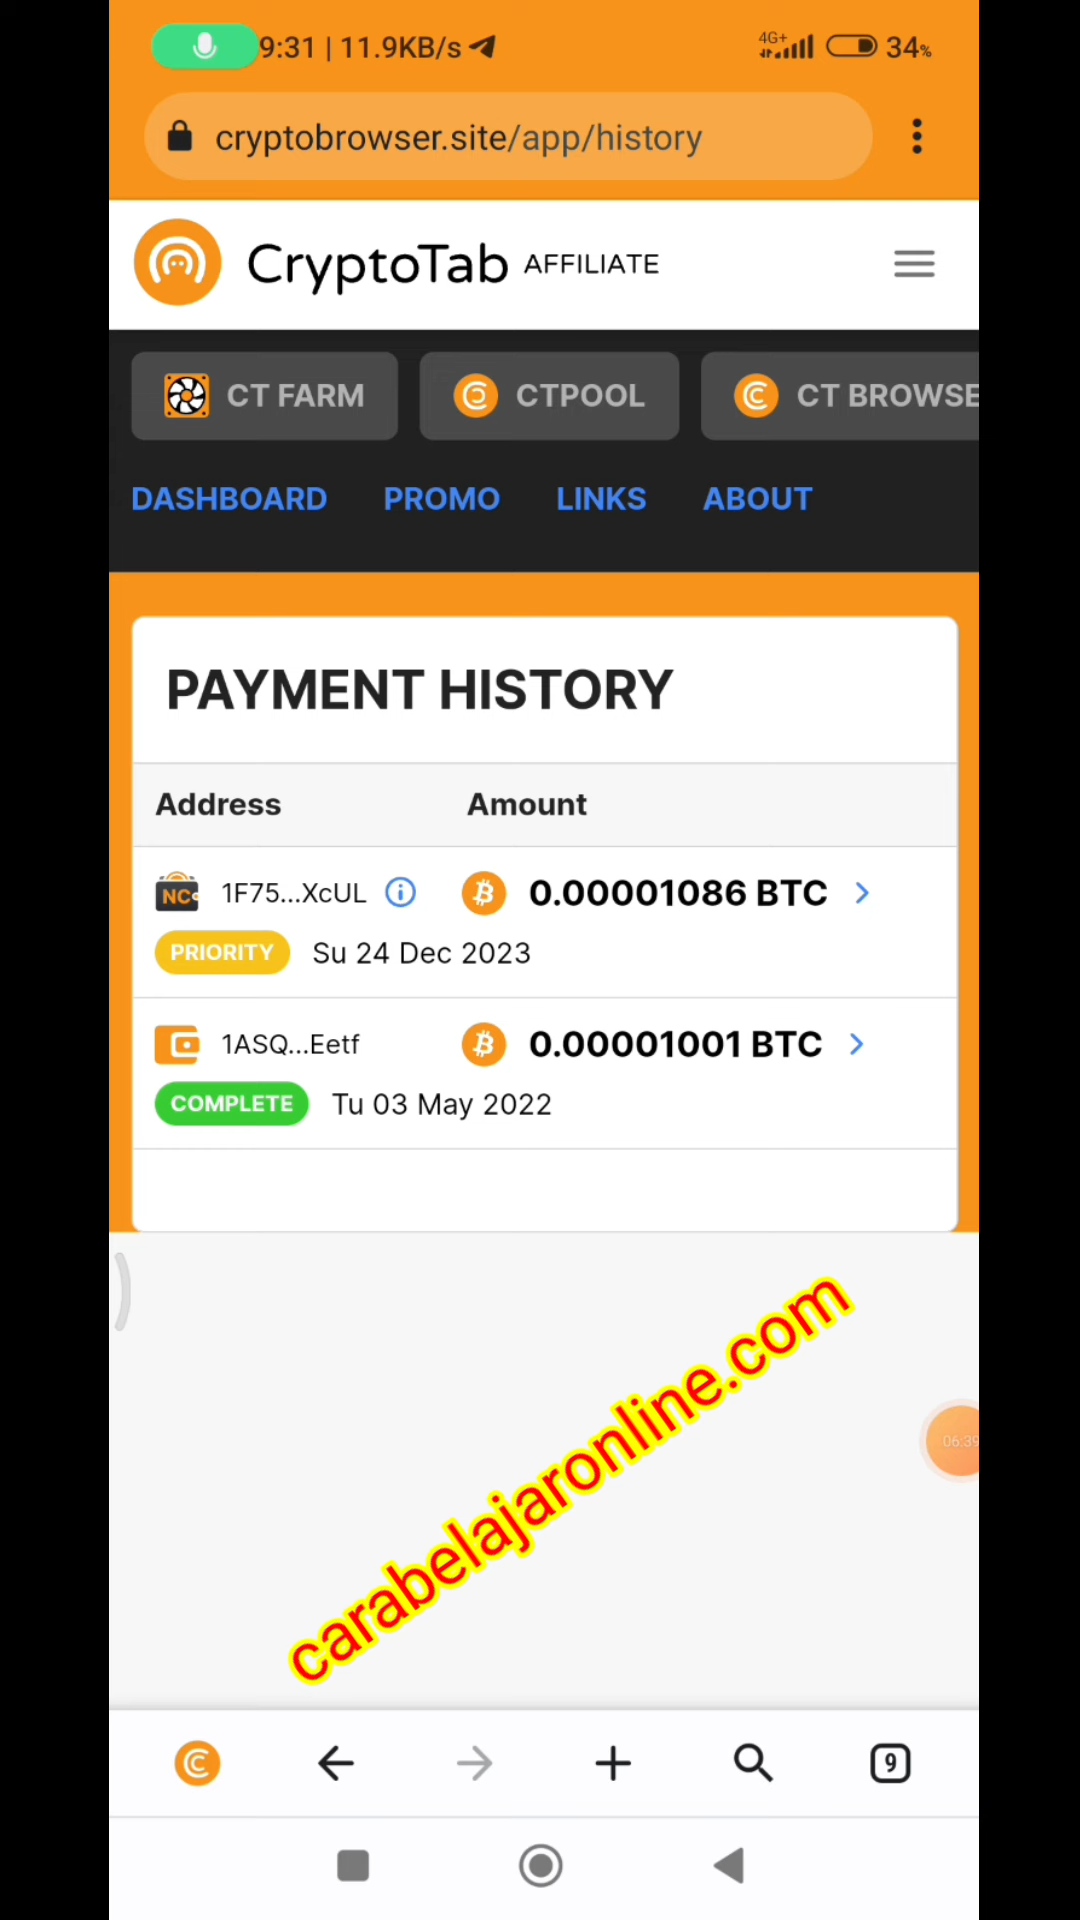 9:31 | 11.9KB/s 4G+ 34%
cryptobrowser.site/app/history
CryptoTab AFFILIATE
CT FARM CTPOOL CT BROWSE
DASHBOARD PROMO LINKS ABOUT
PAYMENT HISTORY
Address Amount
NC 1F75...XcUL 0.00001086 BTC
PRIORITY Su 24 Dec 2023
1ASQ...Eetf 0.00001001 BTC
COMPLETE Tu 03 May 2022
carabelajaronline.com
06:39
9